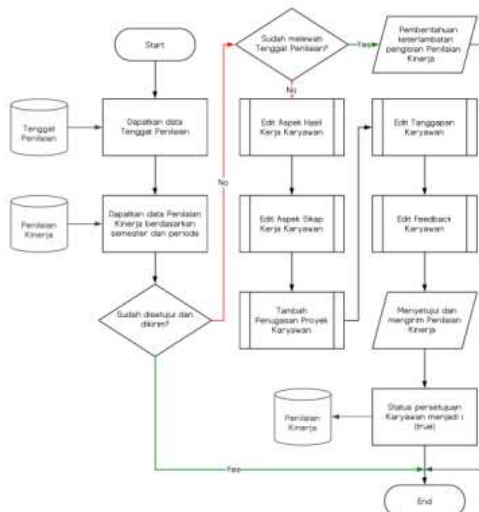 Start
Tenggat
Penilaian
Dapatkan data
Tenggat Penilaian
Penilaian
Kinerja
Dapatkan data Penilaian
Kinerja berdasarkan
semester dan periode
Sudah disetujui dan
dikirim?
No
Yes
Sudah melewati
Tenggat Penilaian?
Yes
No
Pemberitahuan
keterlambatan
pengisian Penilaian
Kinerja
Edit Aspek Hasil
Kerja Karyawan
Edit Aspek Sikap
Kerja Karyawan
Tambah
Penugasan Proyek
Karyawan
Edit Tanggapan
Karyawan
Edit Feedback
Karyawan
Menyetujui dan
mengirim Penilaian
Kinerja
Status persetujuan
Karyawan menjadi 1
(true)
Penilaian
Kinerja
End